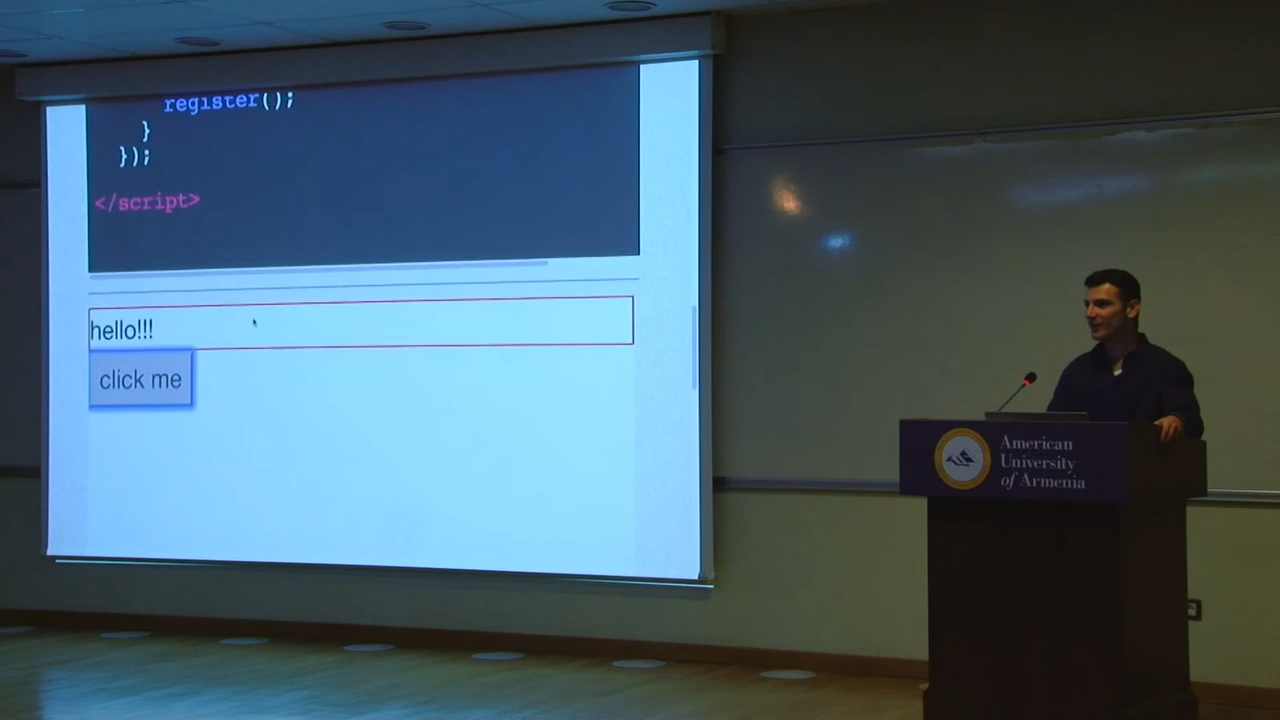 register();
}
});
</script>
hello!!!
click me
American
University
of Armenia